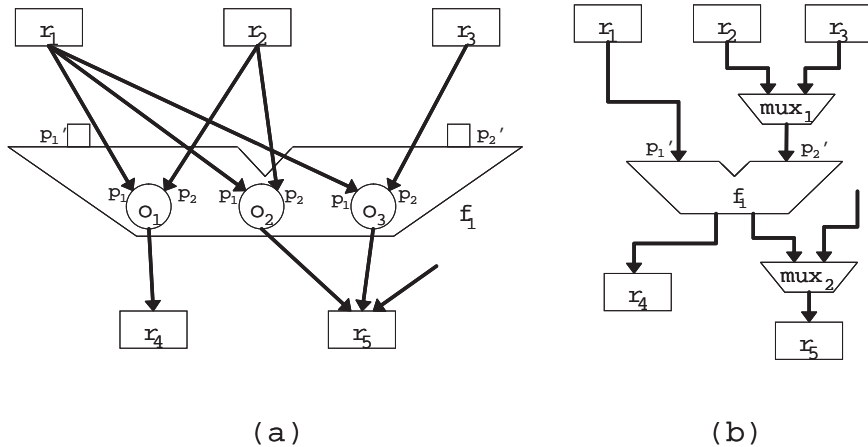 r₁ r₂ r₃
p₁' p₂'
p₁ p₂ p₁ p₂ p₁ p₂
o₁ o₂ o₃ f₁
r₄ r₅
(a)
r₁ r₂ r₃
mux₁
p₁' p₂'
f₁
r₄ mux₂
r₅
(b)